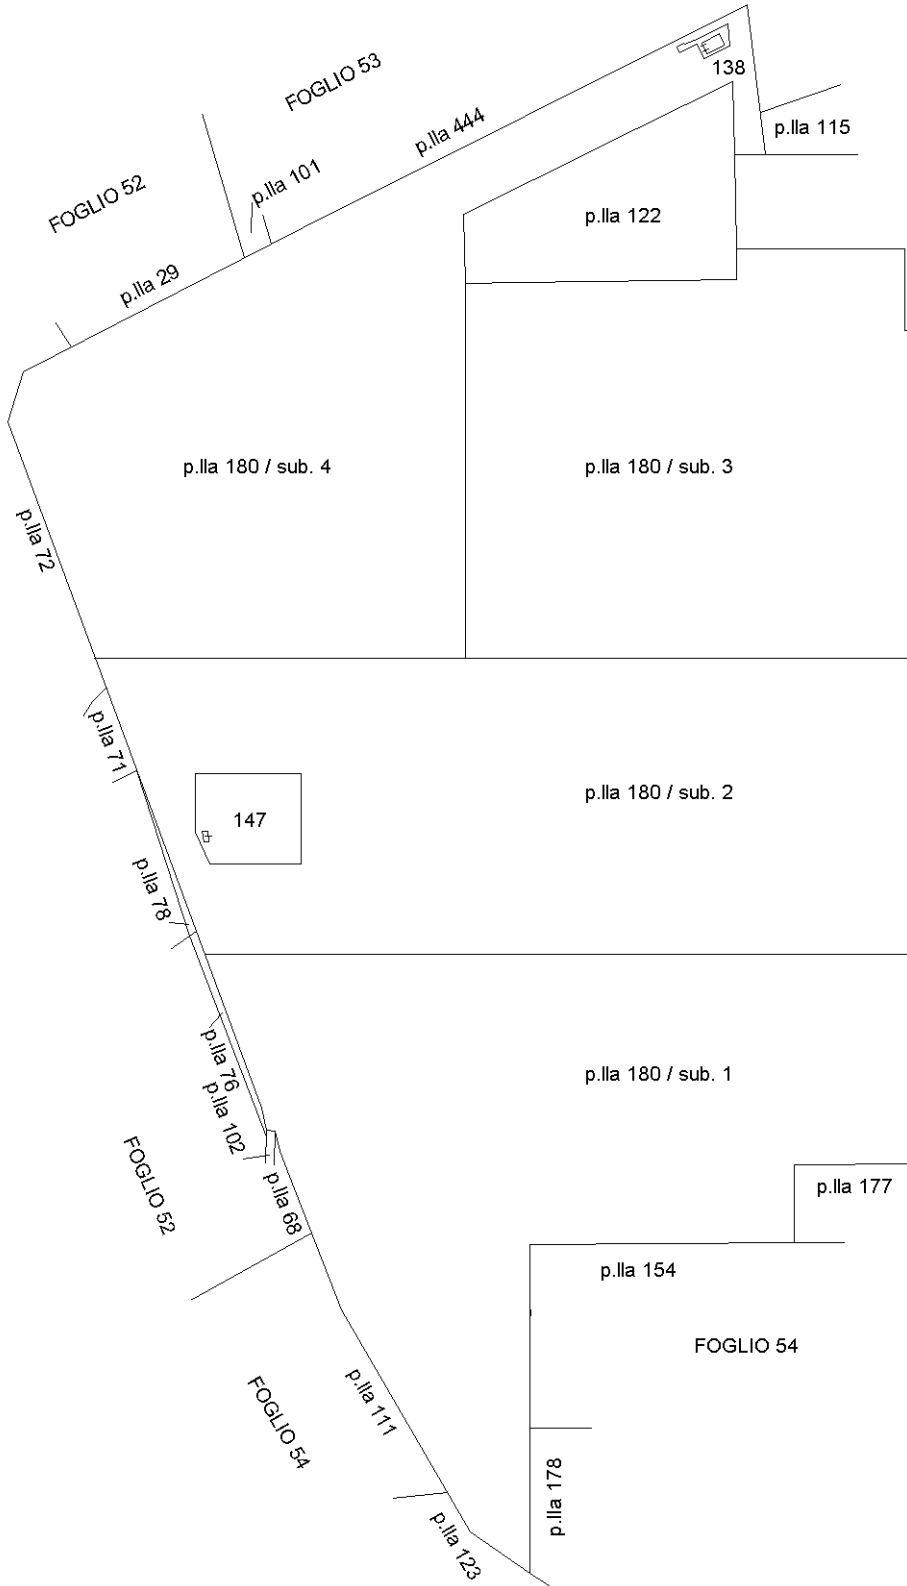 FOGLIO 53
138
p.lla 444
p.lla 115
p.lla 101
FOGLIO 52
p.lla 122
p.lla 29
p.lla 180 / sub. 4
p.lla 180 / sub. 3
p.lla 72
p.lla 71
p.lla 180 / sub. 2
147
p.lla 78
p.lla 76
p.lla 180 / sub. 1
p.lla 102
FOGLIO 52
p.lla 68
p.lla 177
p.lla 154
FOGLIO 54
p.lla 111
FOGLIO 54
p.lla 178
p.lla 123